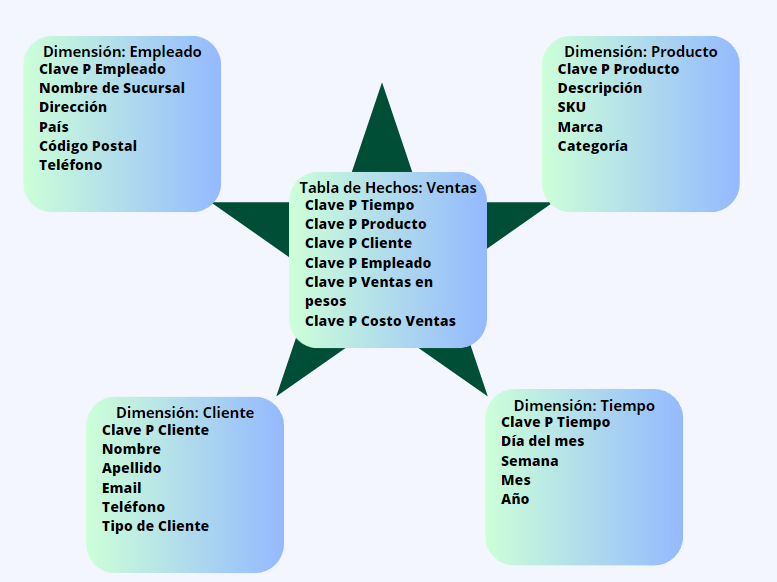 Dimensión: Empleado
Clave P Empleado
Nombre de Sucursal
Dirección
País
Código Postal
Teléfono
Dimensión: Producto
Clave P Producto
Descripción
SKU
Marca
Categoría
Tabla de Hechos: Ventas
Clave P Tiempo
Clave P Producto
Clave P Cliente
Clave P Empleado
Clave P Ventas en
pesos
Clave P Costo Ventas
Dimensión: Cliente
Clave P Cliente
Nombre
Apellido
Email
Teléfono
Tipo de Cliente
Dimensión: Tiempo
Clave P Tiempo
Día del mes
Semana
Mes
Año